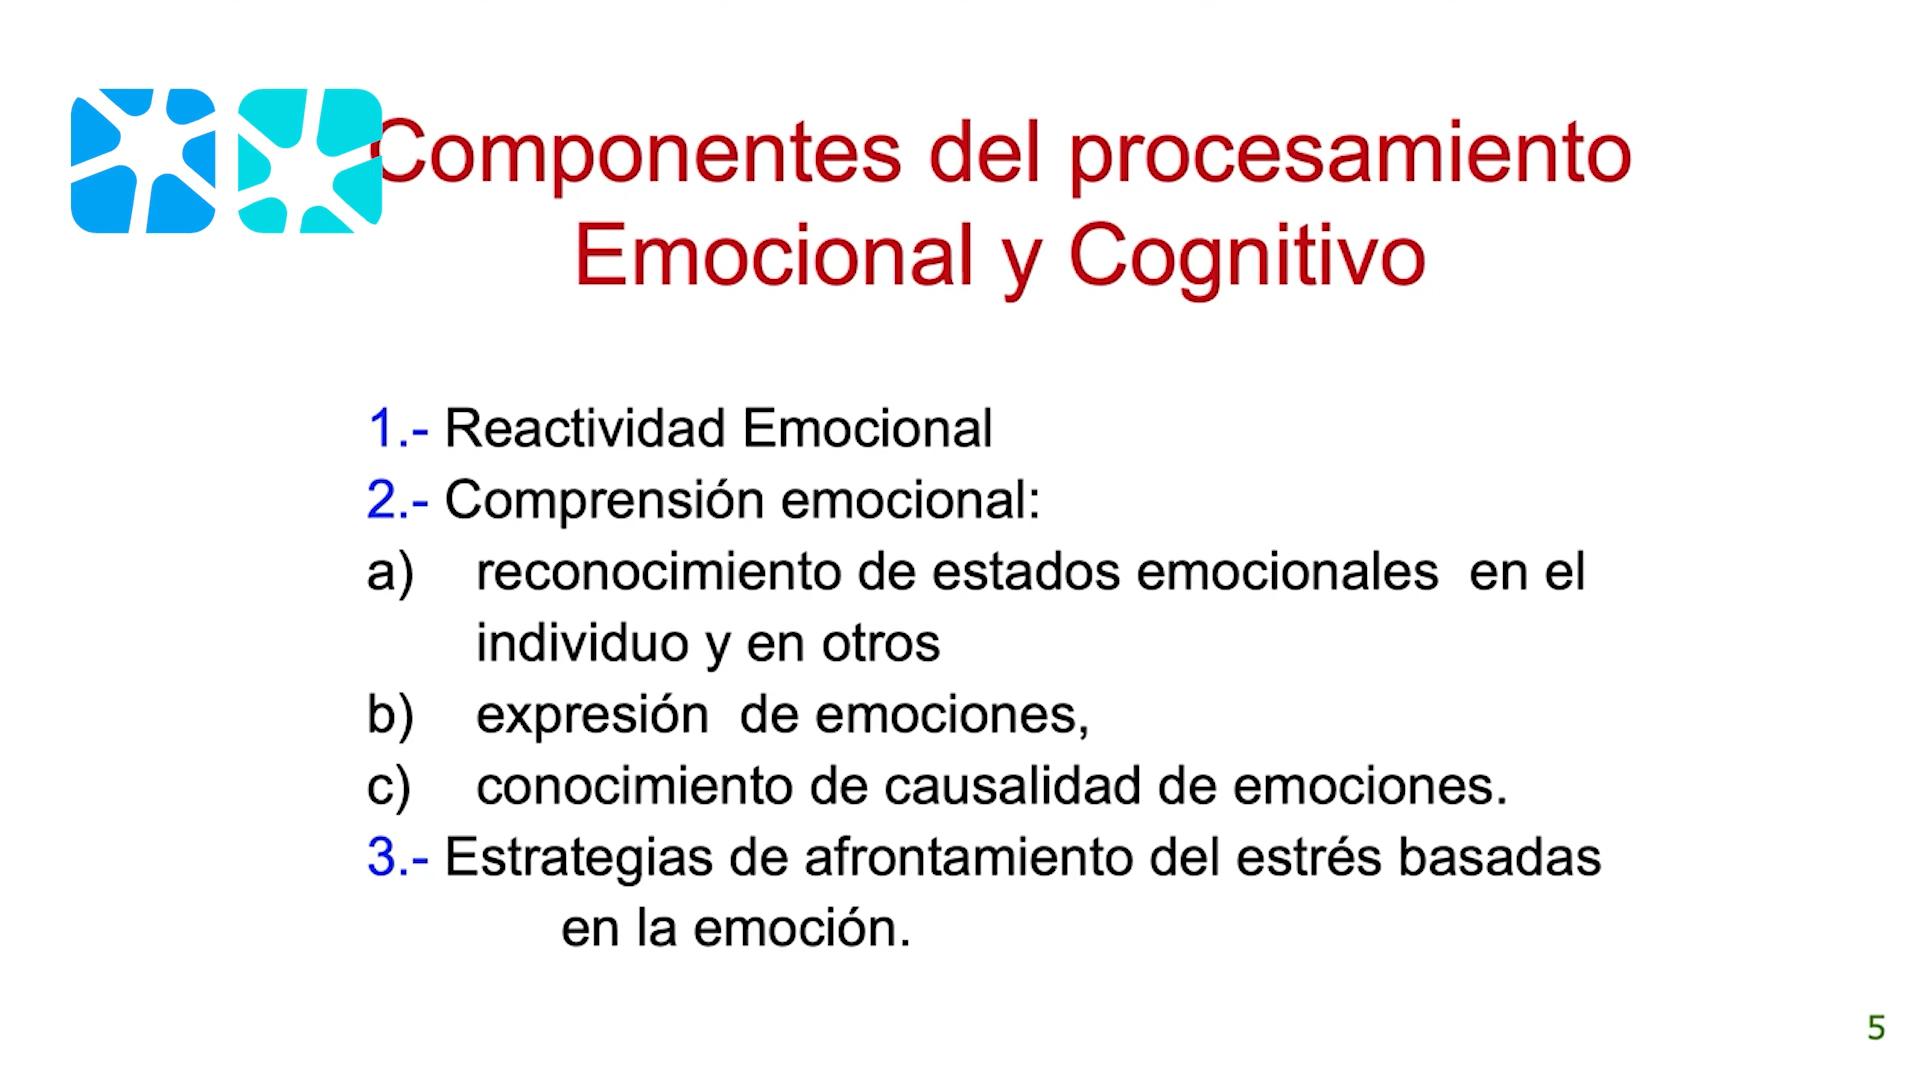 Componentes del procesamiento
Emocional y Cognitivo
1.- Reactividad Emocional
2.- Comprensión emocional:
a) reconocimiento de estados emocionales en el
individuo y en otros
b) expresión de emociones,
c) conocimiento de causalidad de emociones.
3.- Estrategias de afrontamiento del estrés basadas
en la emoción.
5